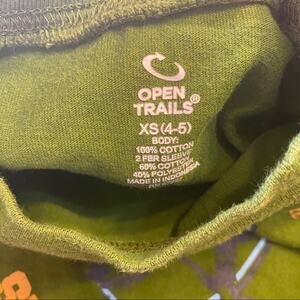 OPEN
TRAILS®
XS(4-5)
BODY:
100% COTTON
2 FER SLEEVE
60% COTTON
40% POLYESTER
MADE IN INDONESIA